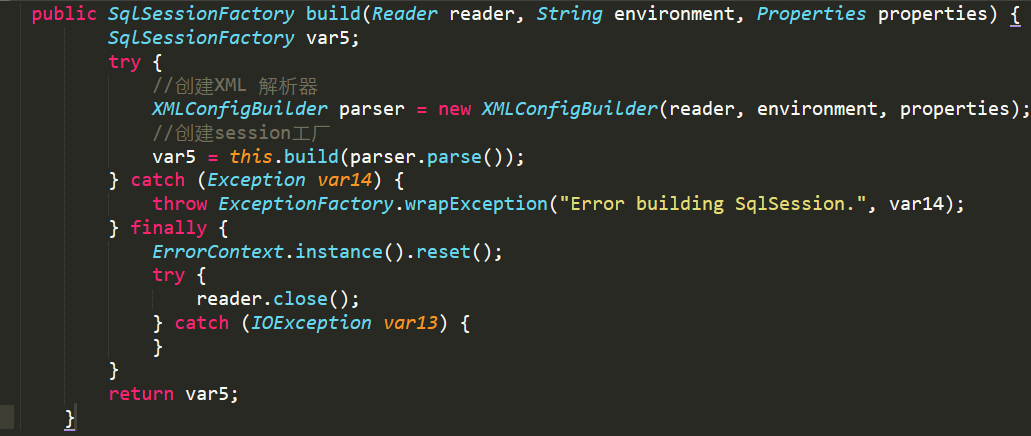 public SqlSessionFactory build(Reader reader, String environment, Properties properties) {
SqlSessionFactory var5;
try {
//创建XML 解析器
XMLConfigBuilder parser = new XMLConfigBuilder(reader, environment, properties);
//创建session工厂
var5 = this.build(parser.parse());
} catch (Exception var14) {
throw ExceptionFactory.wrapException("Error building SqlSession.", var14);
} finally {
ErrorContext.instance().reset();
try {
reader.close();
} catch (IOException var13) {
}
}
return var5;
}